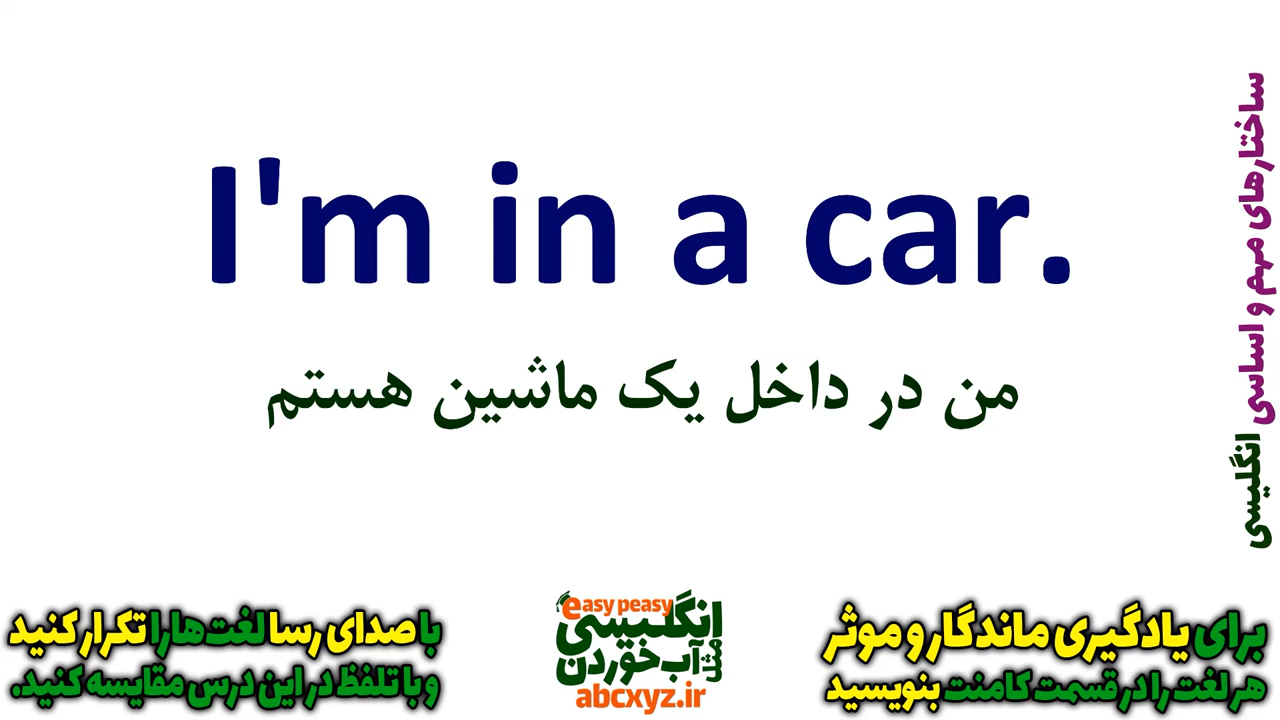 I'm in a car.
من در داخل یک ماشین هستم
ساختارهای مهم و اساسی انگلیسی
برای یادگیری ماندگار و موثر
هر لغت را در قسمت کامنت بنویسید
easy peasy
انگلیسی
مثل آب خوردن
abcxyz.ir
با صدای رسا لغت‌ها را تکرار کنید
و با تلفظ در این درس مقایسه کنید.